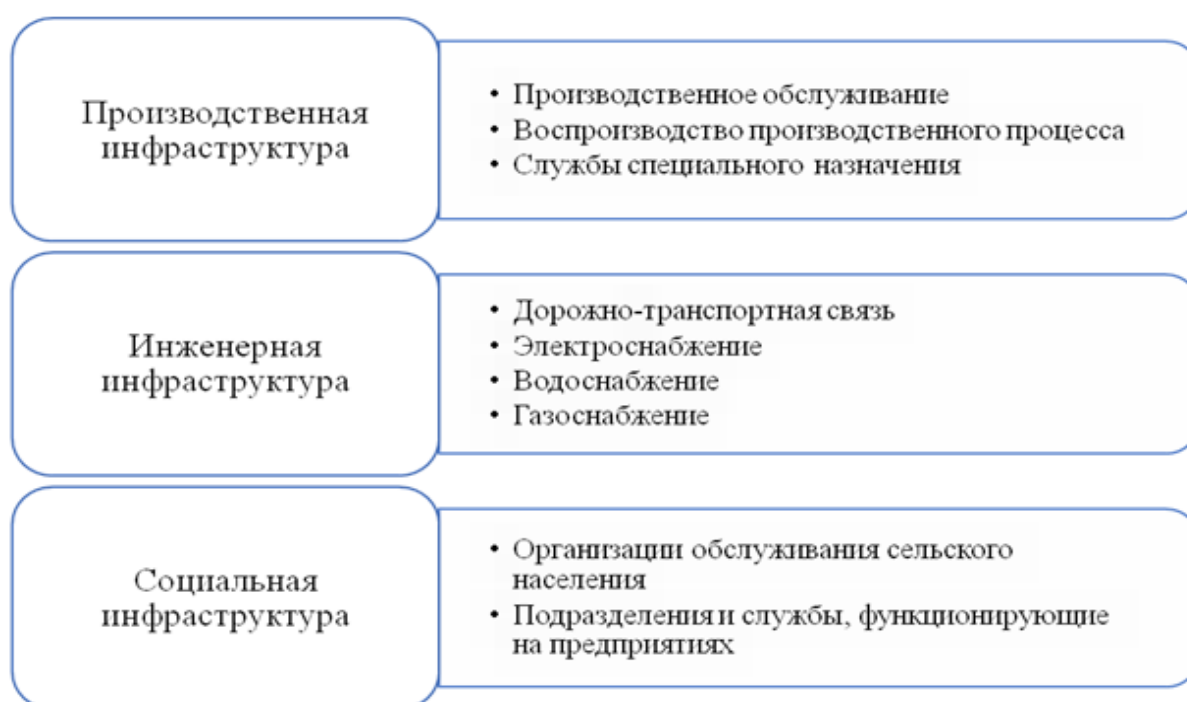 Производственная
инфраструктура
• Производственное обслуживание
• Воспроизводство производственного процесса
• Службы специального назначения
Инженерная
инфраструктура
• Дорожно-транспортная связь
• Электроснабжение
• Водоснабжение
• Газоснабжение
Социальная
инфраструктура
• Организации обслуживания сельского
населения
• Подразделения и службы, функционирующие
на предприятиях